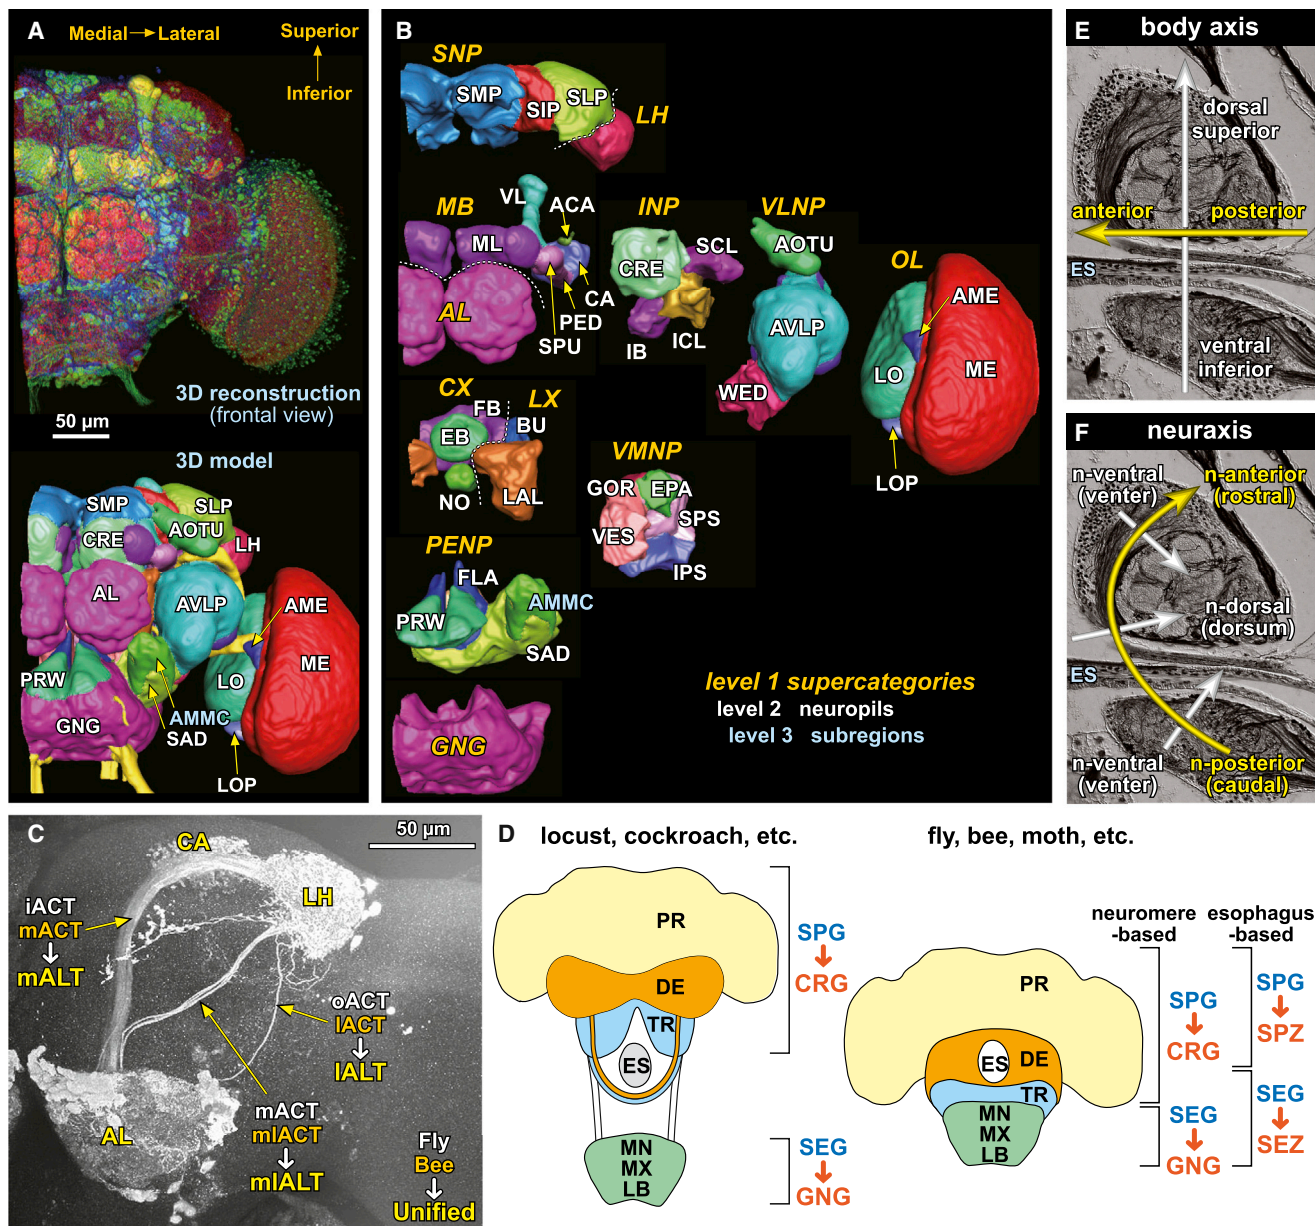 A
Medial → Lateral
Superior
Inferior
3D reconstruction
(frontal view)
50 µm
3D model
SMP
SLP
AOTU
CRE
LH
AL
AVLP
AME
ME
PRW
LO
GNG
AMMC
SAD
LOP
B
SNP
SMP
SIP
SLP
LH
MB
VL
ACA
ML
AL
CA
PED
SPU
INP
SCL
CRE
IB
ICL
VLNP
AOTU
AVLP
WED
OL
AME
LO
ME
LOP
CX
LX
FB
BU
EB
NO
LAL
VMNP
GOR
EPA
SPS
VES
IPS
PENP
FLA
PRW
AMMC
SAD
GNG
level 1 supercategories
level 2 neuropils
level 3 subregions
E
body axis
dorsal
superior
anterior
posterior
ES
ventral
inferior
F
neuraxis
n-ventral
(venter)
n-anterior
(rostral)
n-dorsal
(dorsum)
ES
n-ventral
(venter)
n-posterior
(caudal)
C
50 µm
CA
LH
iACT
mACT
mALT
oACT
lACT
lALT
mACT
mlACT
mlALT
AL
Fly
Bee
Unified
D
locust, cockroach, etc.
PR
DE
TR
ES
MN
MX
LB
SPG
CRG
SEG
GNG
fly, bee, moth, etc.
neuromere
-based
esophagus
-based
PR
ES
DE
TR
MN
MX
LB
SPG
CRG
SEG
GNG
SPG
SPZ
SEG
SEZ